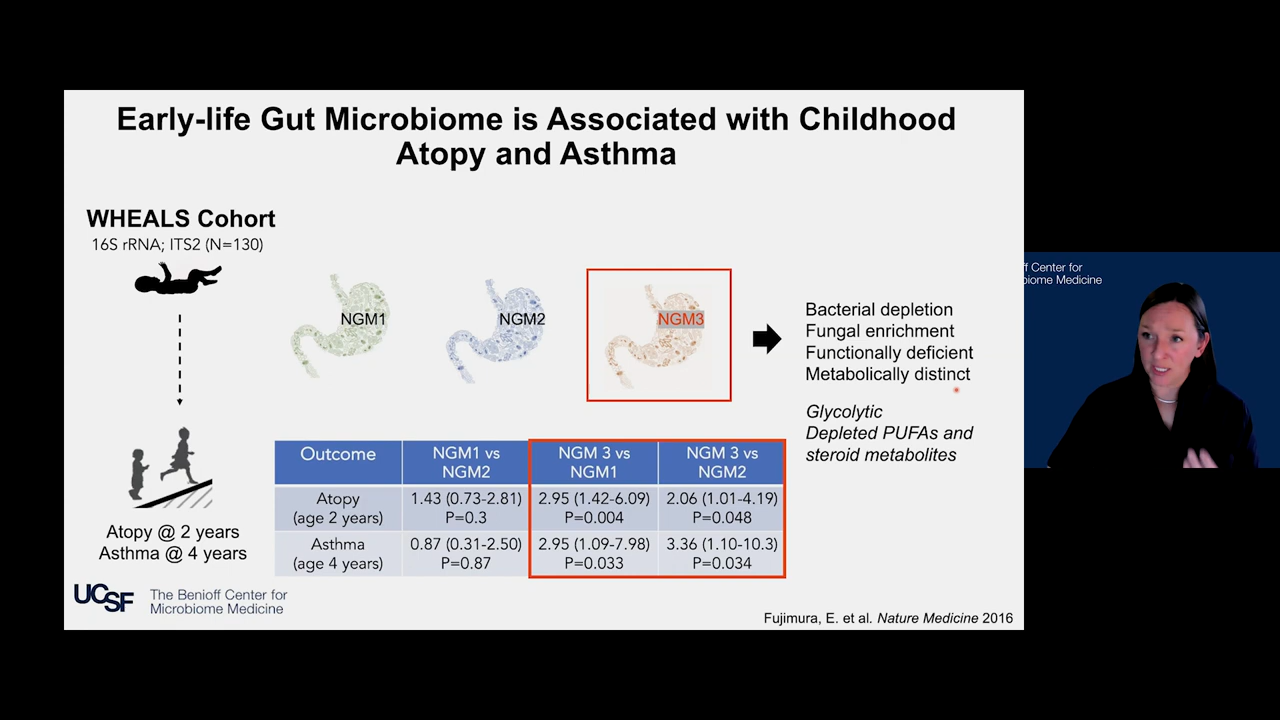 Early-life Gut Microbiome is Associated with Childhood
Atopy and Asthma
WHEALS Cohort
16S rRNA; ITS2 (N=130)
NGM1
NGM2
NGM3
Bacterial depletion
Fungal enrichment
Functionally deficient
Metabolically distinct
Glycolytic
Depleted PUFAs and
steroid metabolites
Atopy @ 2 years
Asthma @ 4 years
Outcome
NGM1 vs
NGM2
NGM 3 vs
NGM1
NGM 3 vs
NGM2
Atopy
(age 2 years)
1.43 (0.73-2.81)
P=0.3
2.95 (1.42-6.09)
P=0.004
2.06 (1.01-4.19)
P=0.048
Asthma
(age 4 years)
0.87 (0.31-2.50)
P=0.87
2.95 (1.09-7.98)
P=0.033
3.36 (1.10-10.3)
P=0.034
UCSF
The Benioff Center for
Microbiome Medicine
Fujimura, E. et al. Nature Medicine 2016
ff Center for
biome Medicine